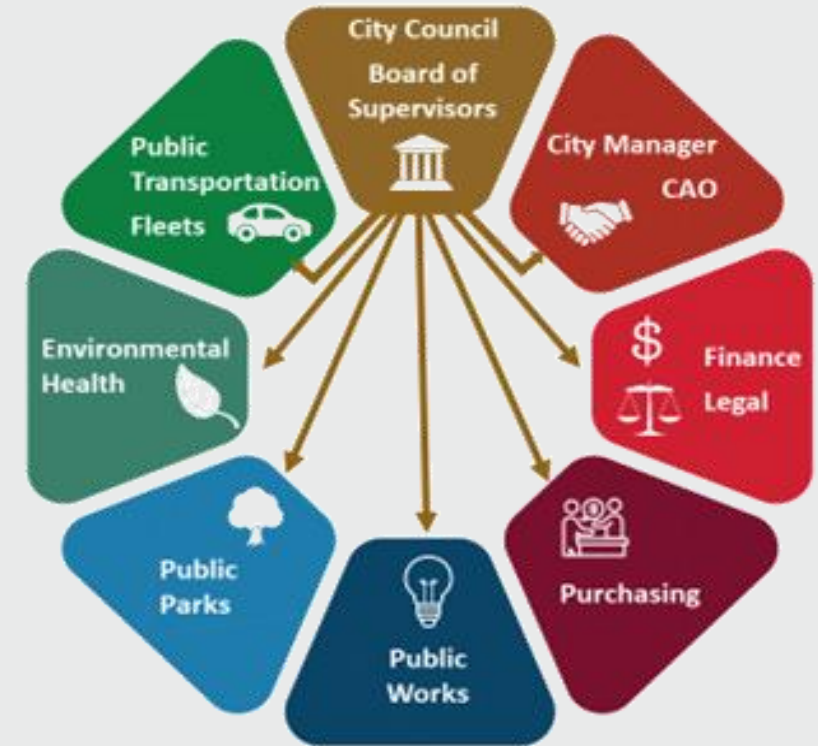 City Council
Board of
Supervisors
City Manager
CAO
$
Finance
Legal
Purchasing
Public
Works
Public
Parks
Environmental
Health
Public
Transportation
Fleets